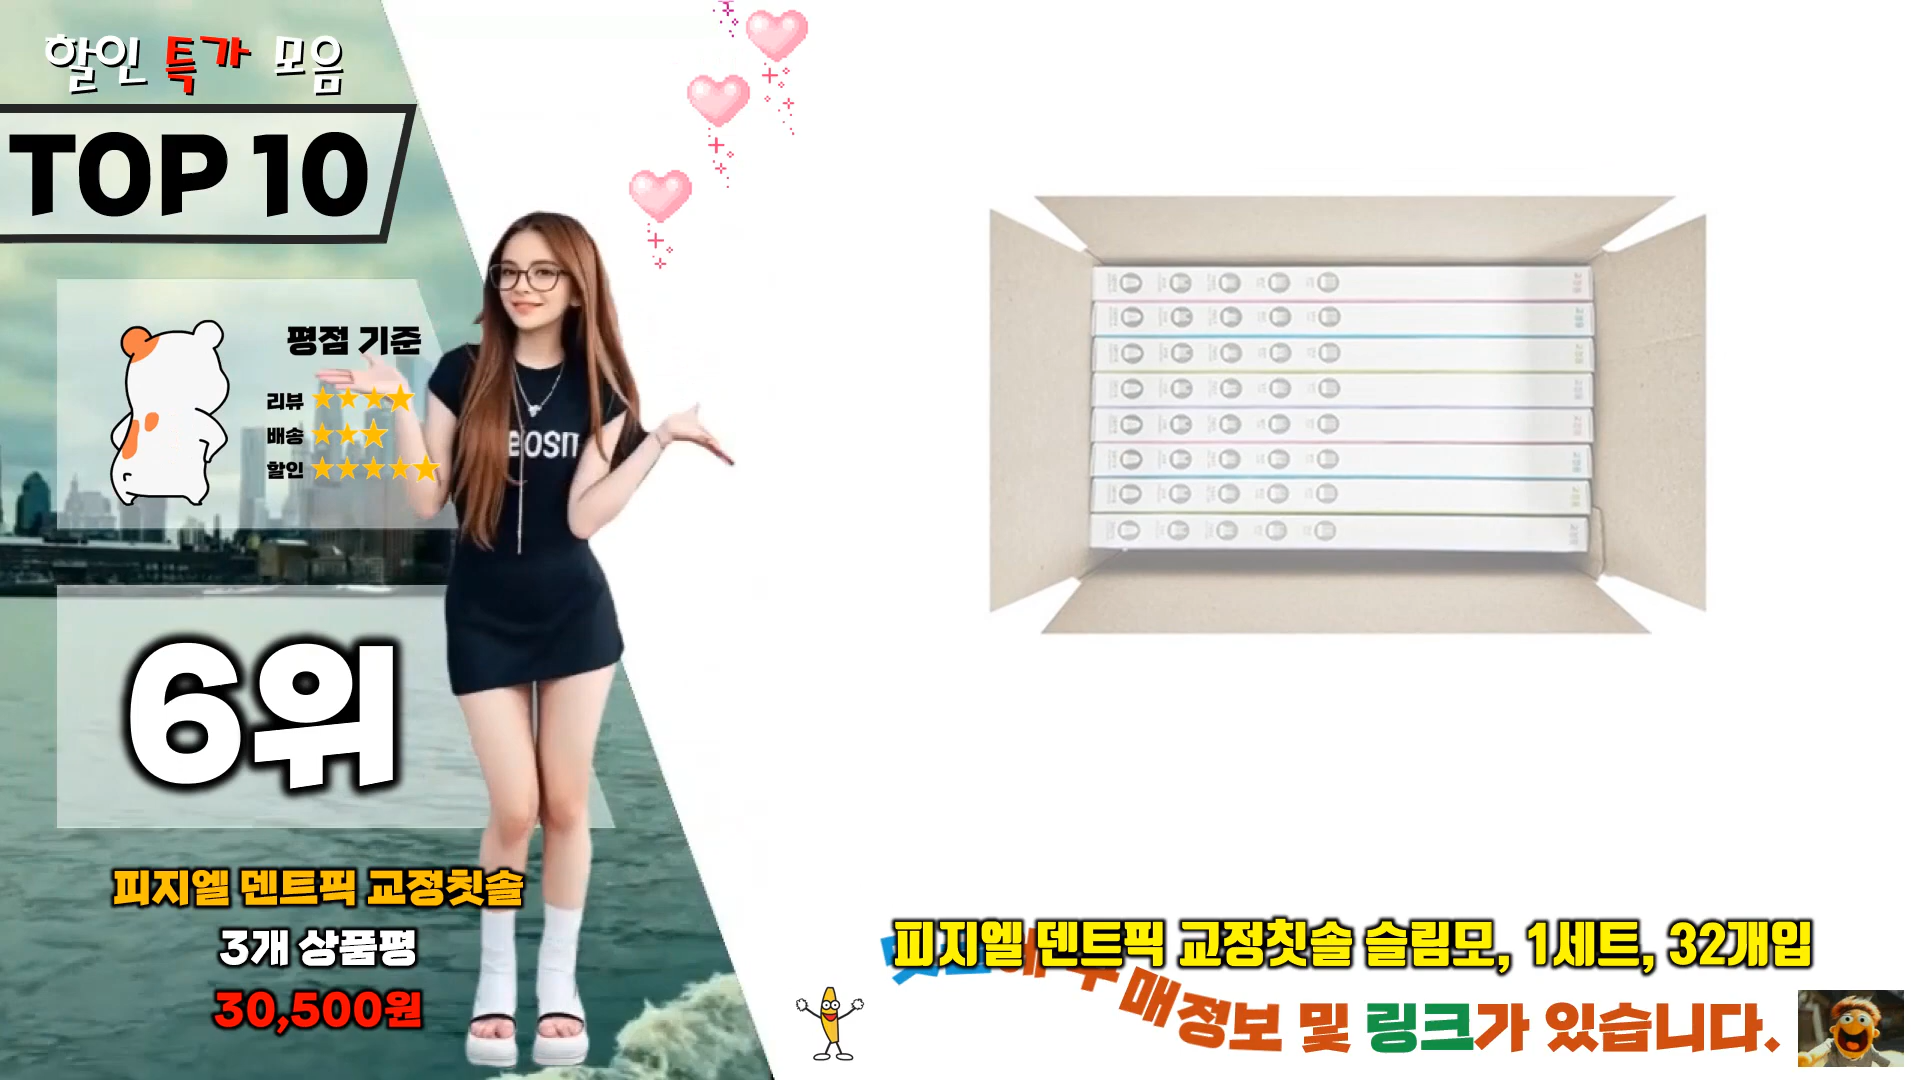 할인 특가 모음
TOP 10
평점 기준
리뷰
배송
할인
6위
피지엘 덴트픽 교정칫솔
3개 상품평
30,500원
피지엘 덴트픽 교정칫솔 슬림모, 1세트, 32개입
매정보 및 링크가 있습니다.